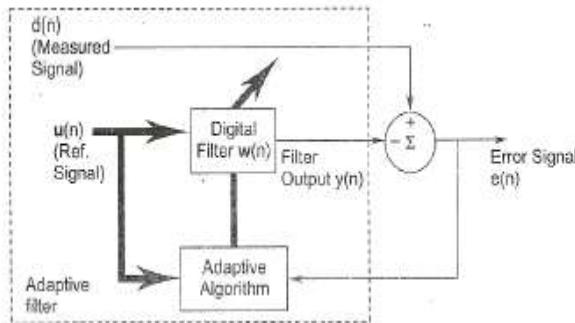 d(n)
(Measured
Signal)
+
u(n)
(Ref.
Signal)
Digital
Filter w(n)
Filter
Output y(n)
− Σ
Error Signal
e(n)
Adaptive
Algorithm
Adaptive
filter